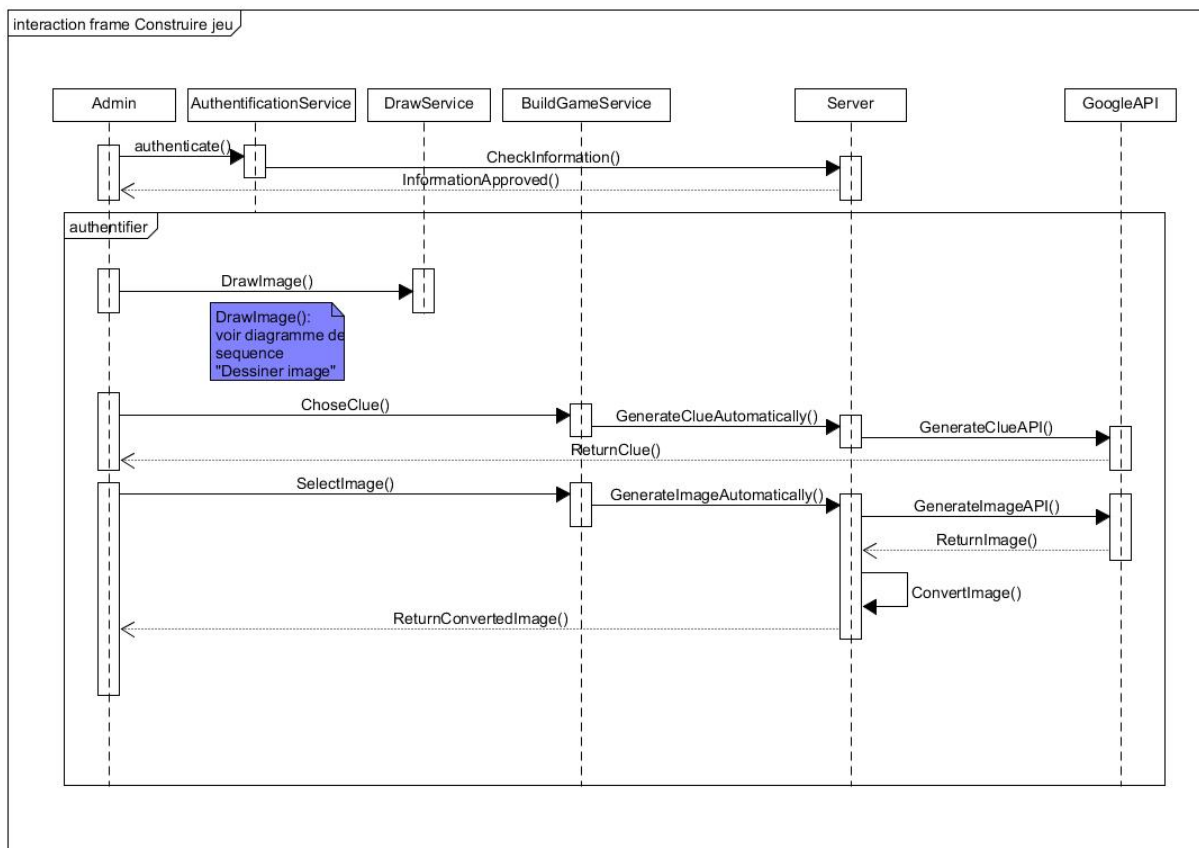 interaction frame Construire jeu
Admin
AuthentificationService
DrawService
BuildGameService
Server
GoogleAPI
authenticate()
CheckInformation()
InformationApproved()
authentifier
DrawImage()
DrawImage():
voir diagramme de
sequence
"Dessiner image"
ChoseClue()
GenerateClueAutomatically()
GenerateClueAPI()
ReturnClue()
SelectImage()
GenerateImageAutomatically()
GenerateImageAPI()
ReturnImage()
ConvertImage()
ReturnConvertedImage()